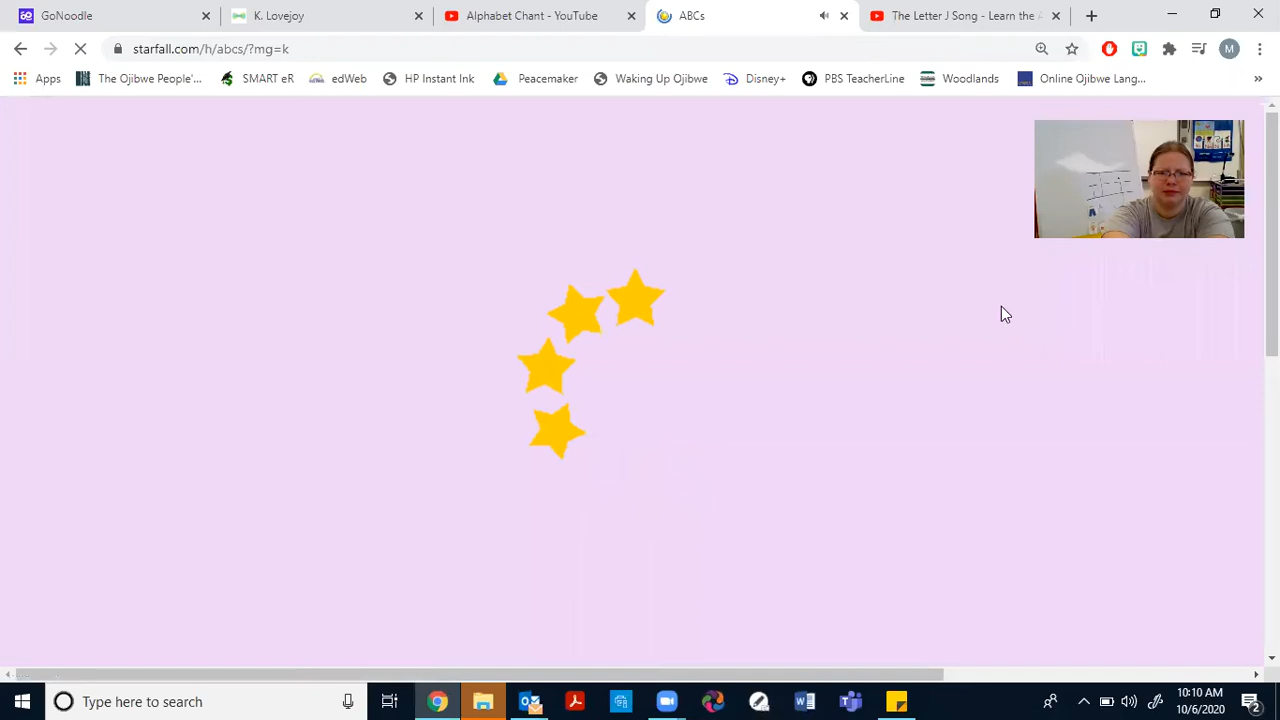 GoNoodle
K. Lovejoy
Alphabet Chant - YouTube
ABCs
The Letter J Song - Learn the A
starfall.com/h/abcs/?mg=k
M
Apps
The Ojibwe People'...
SMART eR
edWeb
HP Instant Ink
Peacemaker
Waking Up Ojibwe
Disney+
PBS TeacherLine
Woodlands
Online Ojibwe Lang...
»
Type here to search
10:10 AM
10/6/2020
2